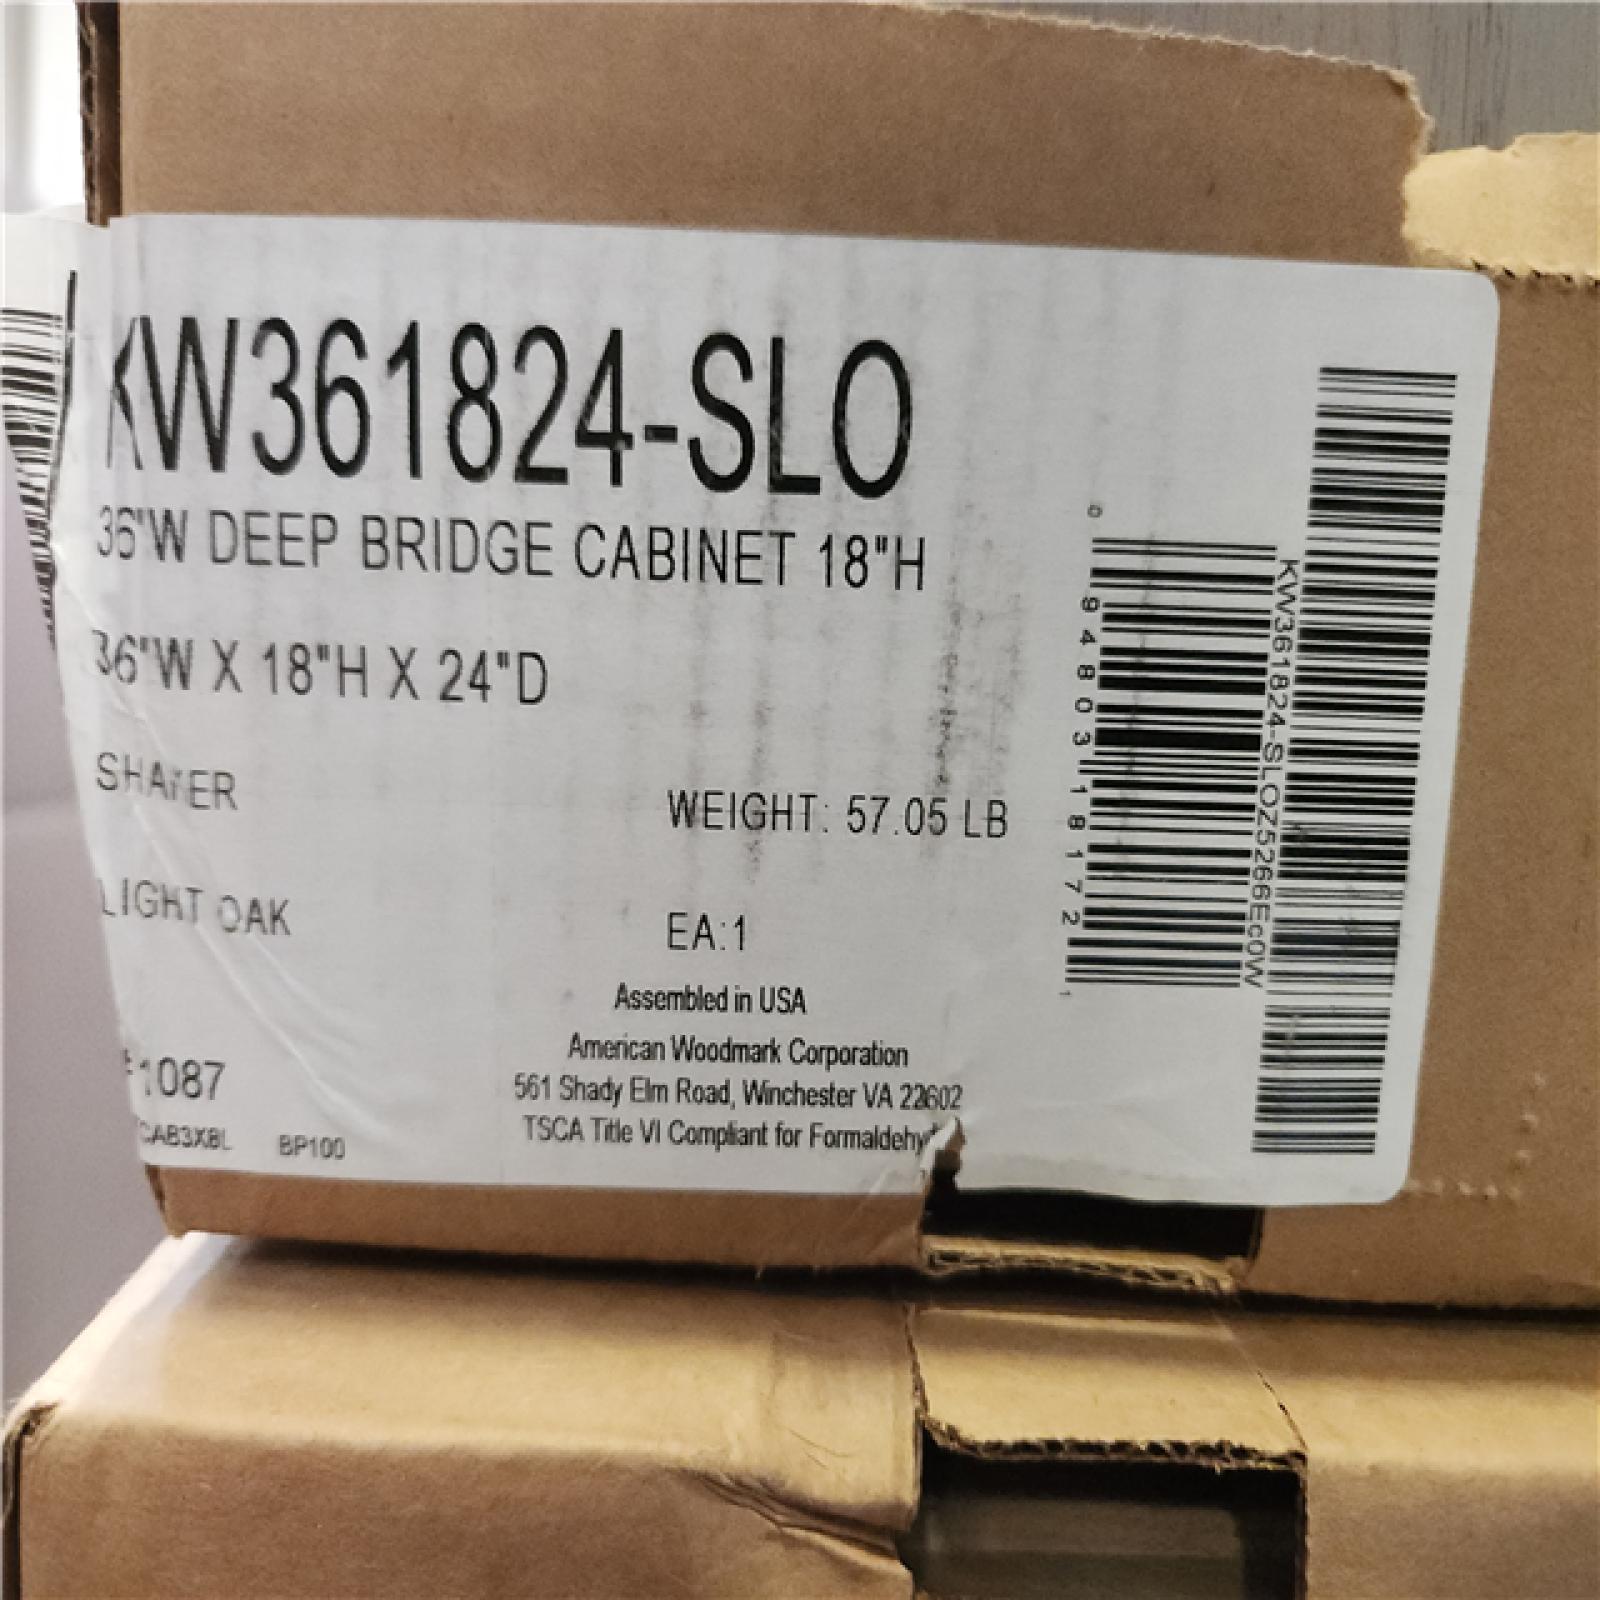 KW361824-SLO
36"W DEEP BRIDGE CABINET 18"H
36"W X 18"H X 24"D
SHAKER
WEIGHT: 57.05 LB
LIGHT OAK
EA:1
Assembled in USA
American Woodmark Corporation
561 Shady Elm Road, Winchester VA 22602
TSCA Title VI Compliant for
1087
CAB3X8L BP100
0 94803 18172 1
KW361824-SLOZ5266Ec0W